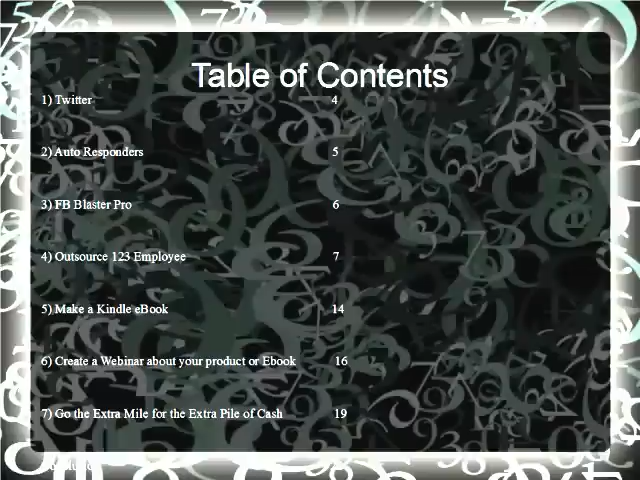 Table of Contents
1) Twitter 4
2) Auto Responders 5
3) FB Blaster Pro 6
4) Outsource 123 Employee 7
5) Make a Kindle eBook 14
6) Create a Webinar about your product or Ebook 16
7) Go the Extra Mile for the Extra Pile of Cash 19